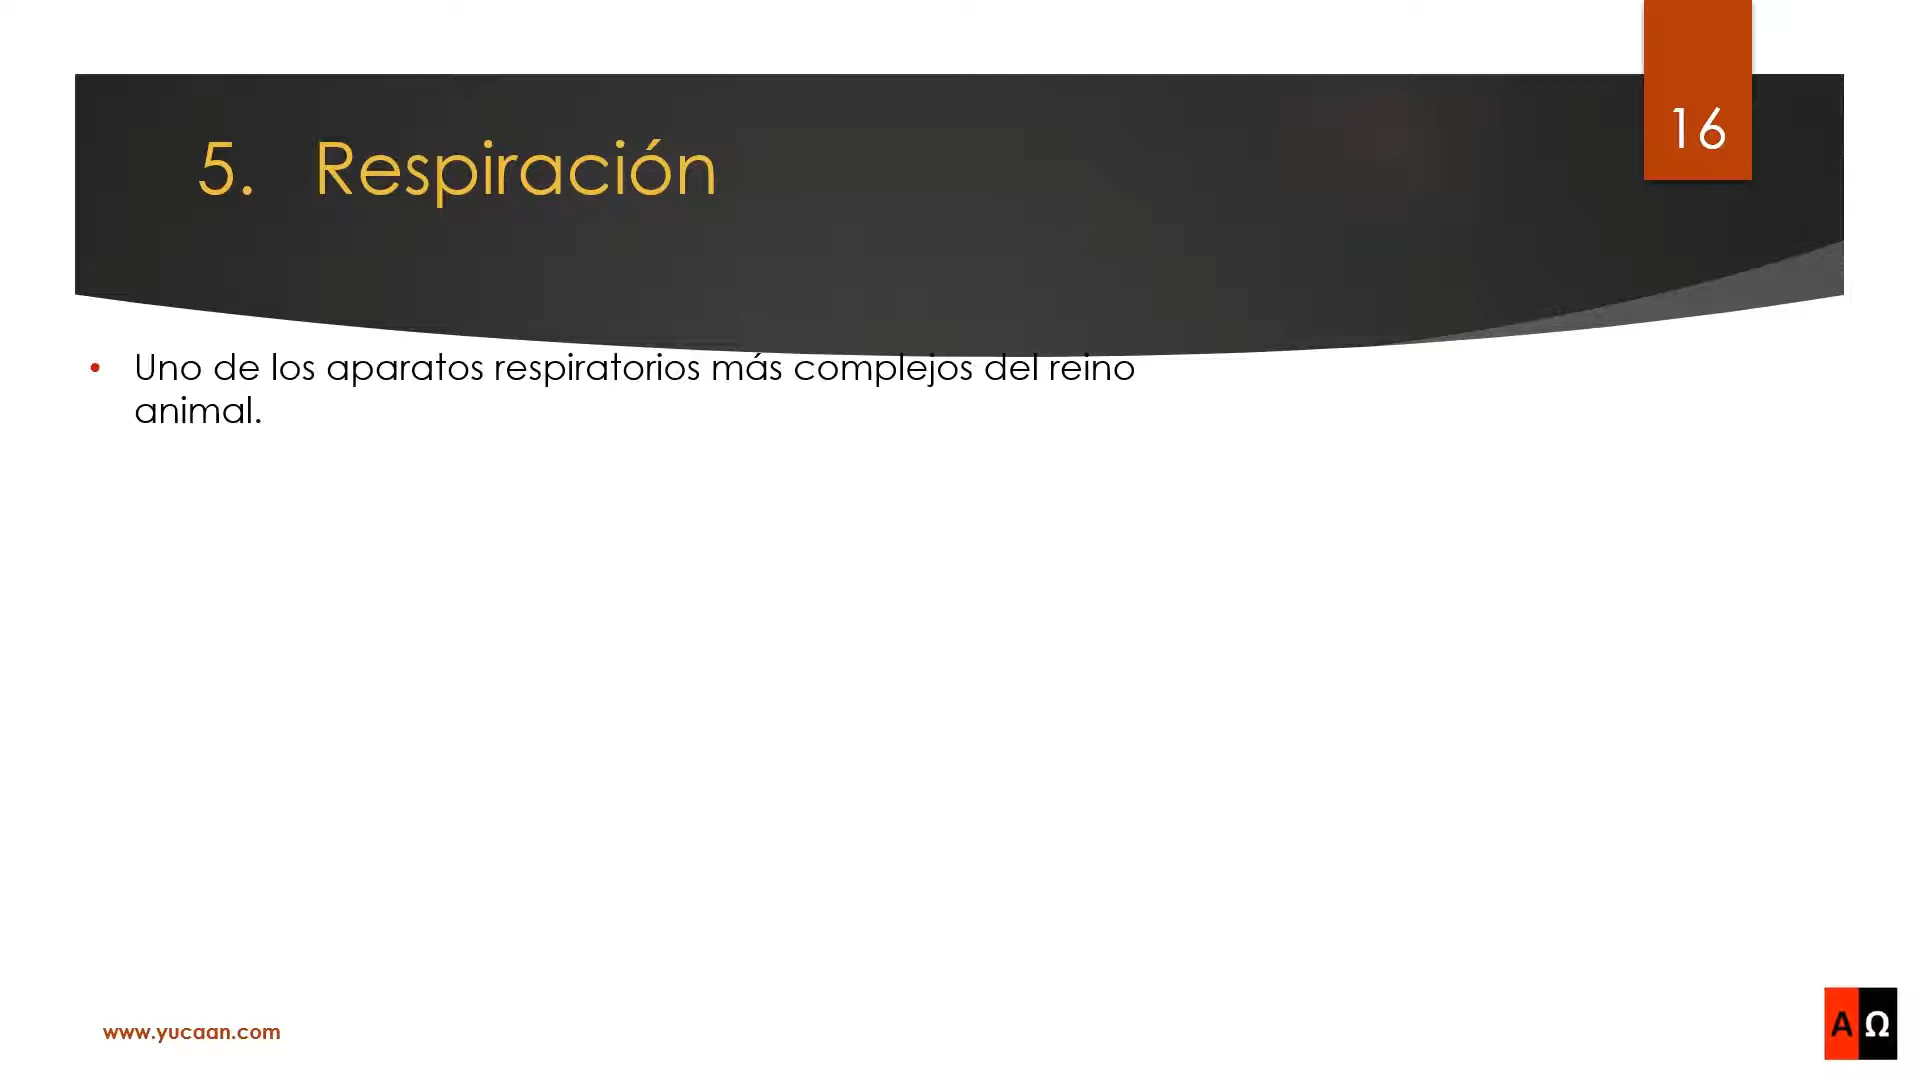 16
5. Respiración
• Uno de los aparatos respiratorios más complejos del reino
animal.
www.yucaan.com
A Ω